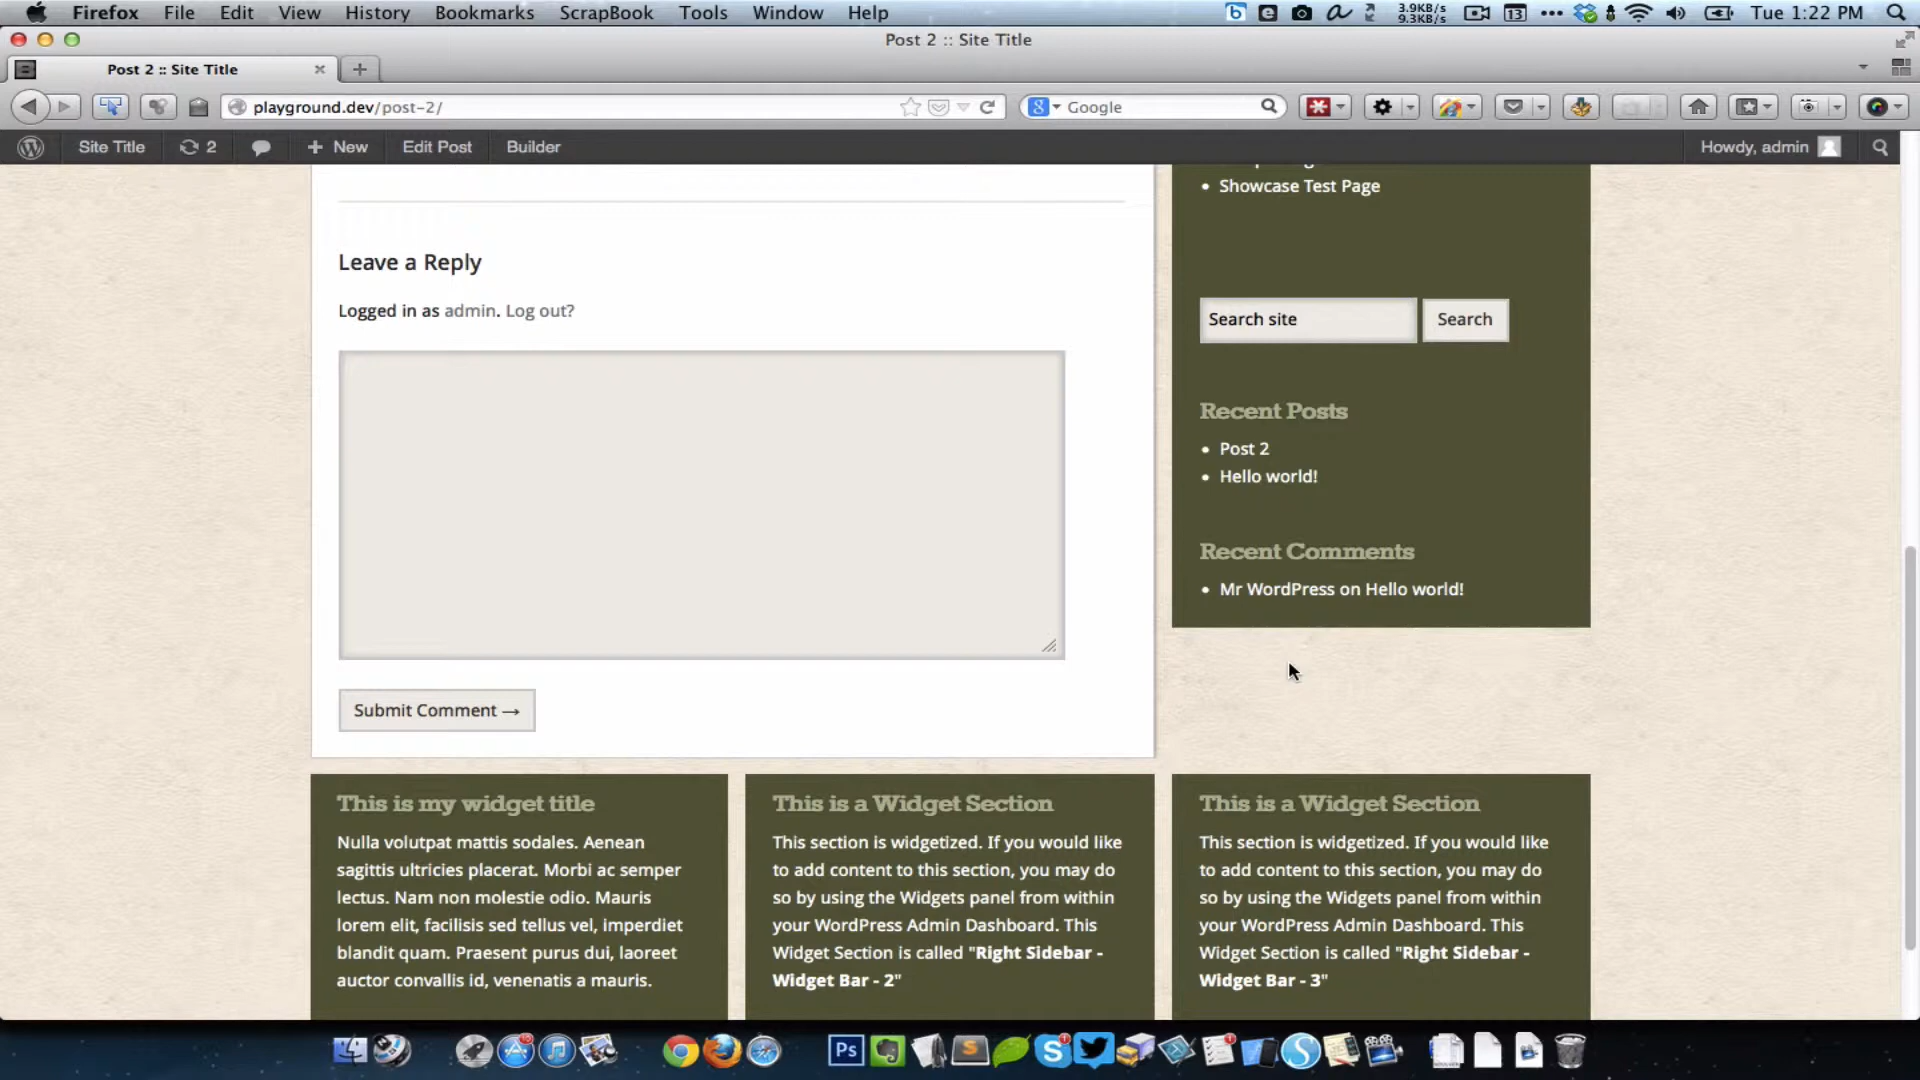 Firefox File Edit View History Bookmarks ScrapBook Tools Window Help 3.9KB/s 9.3KB/s 13 Tue 1:22 PM
Post 2 :: Site Title
Post 2 :: Site Title
playground.dev/post-2/ Google
Site Title 2 + New Edit Post Builder Howdy, admin
Showcase Test Page
Leave a Reply
Logged in as admin. Log out?
Search site Search
Recent Posts
Post 2
Hello world!
Recent Comments
Mr WordPress on Hello world!
Submit Comment →
This is my widget title
Nulla volutpat mattis sodales. Aenean
sagittis ultricies placerat. Morbi ac semper
lectus. Nam non molestie odio. Mauris
lorem elit, facilisis sed tellus vel, imperdiet
blandit quam. Praesent purus dui, laoreet
auctor convallis id, venenatis a mauris.
This is a Widget Section
This section is widgetized. If you would like
to add content to this section, you may do
so by using the Widgets panel from within
your WordPress Admin Dashboard. This
Widget Section is called "Right Sidebar -
Widget Bar - 2"
This is a Widget Section
This section is widgetized. If you would like
to add content to this section, you may do
so by using the Widgets panel from within
your WordPress Admin Dashboard. This
Widget Section is called "Right Sidebar -
Widget Bar - 3"
Ps